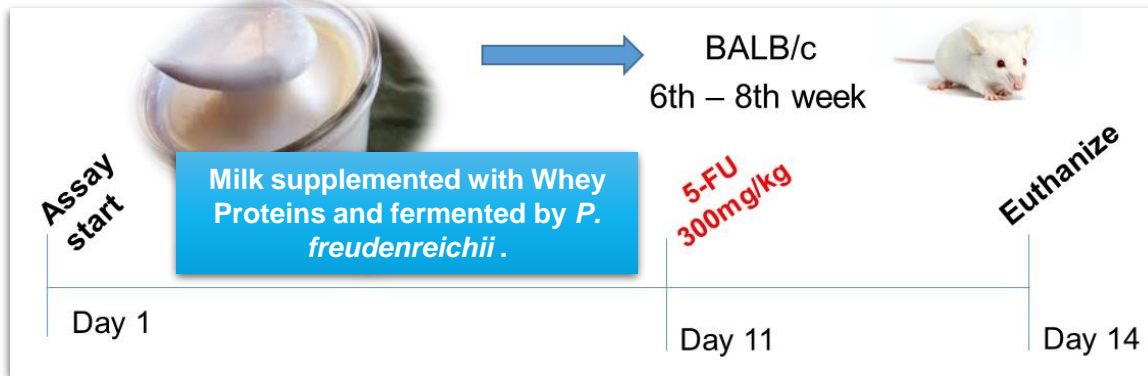 BALB/c
6th – 8th week
Assay
start
Milk supplemented with Whey
Proteins and fermented by P.
freudenreichii .
5-FU
300mg/kg
Euthanize
Day 1
Day 11
Day 14